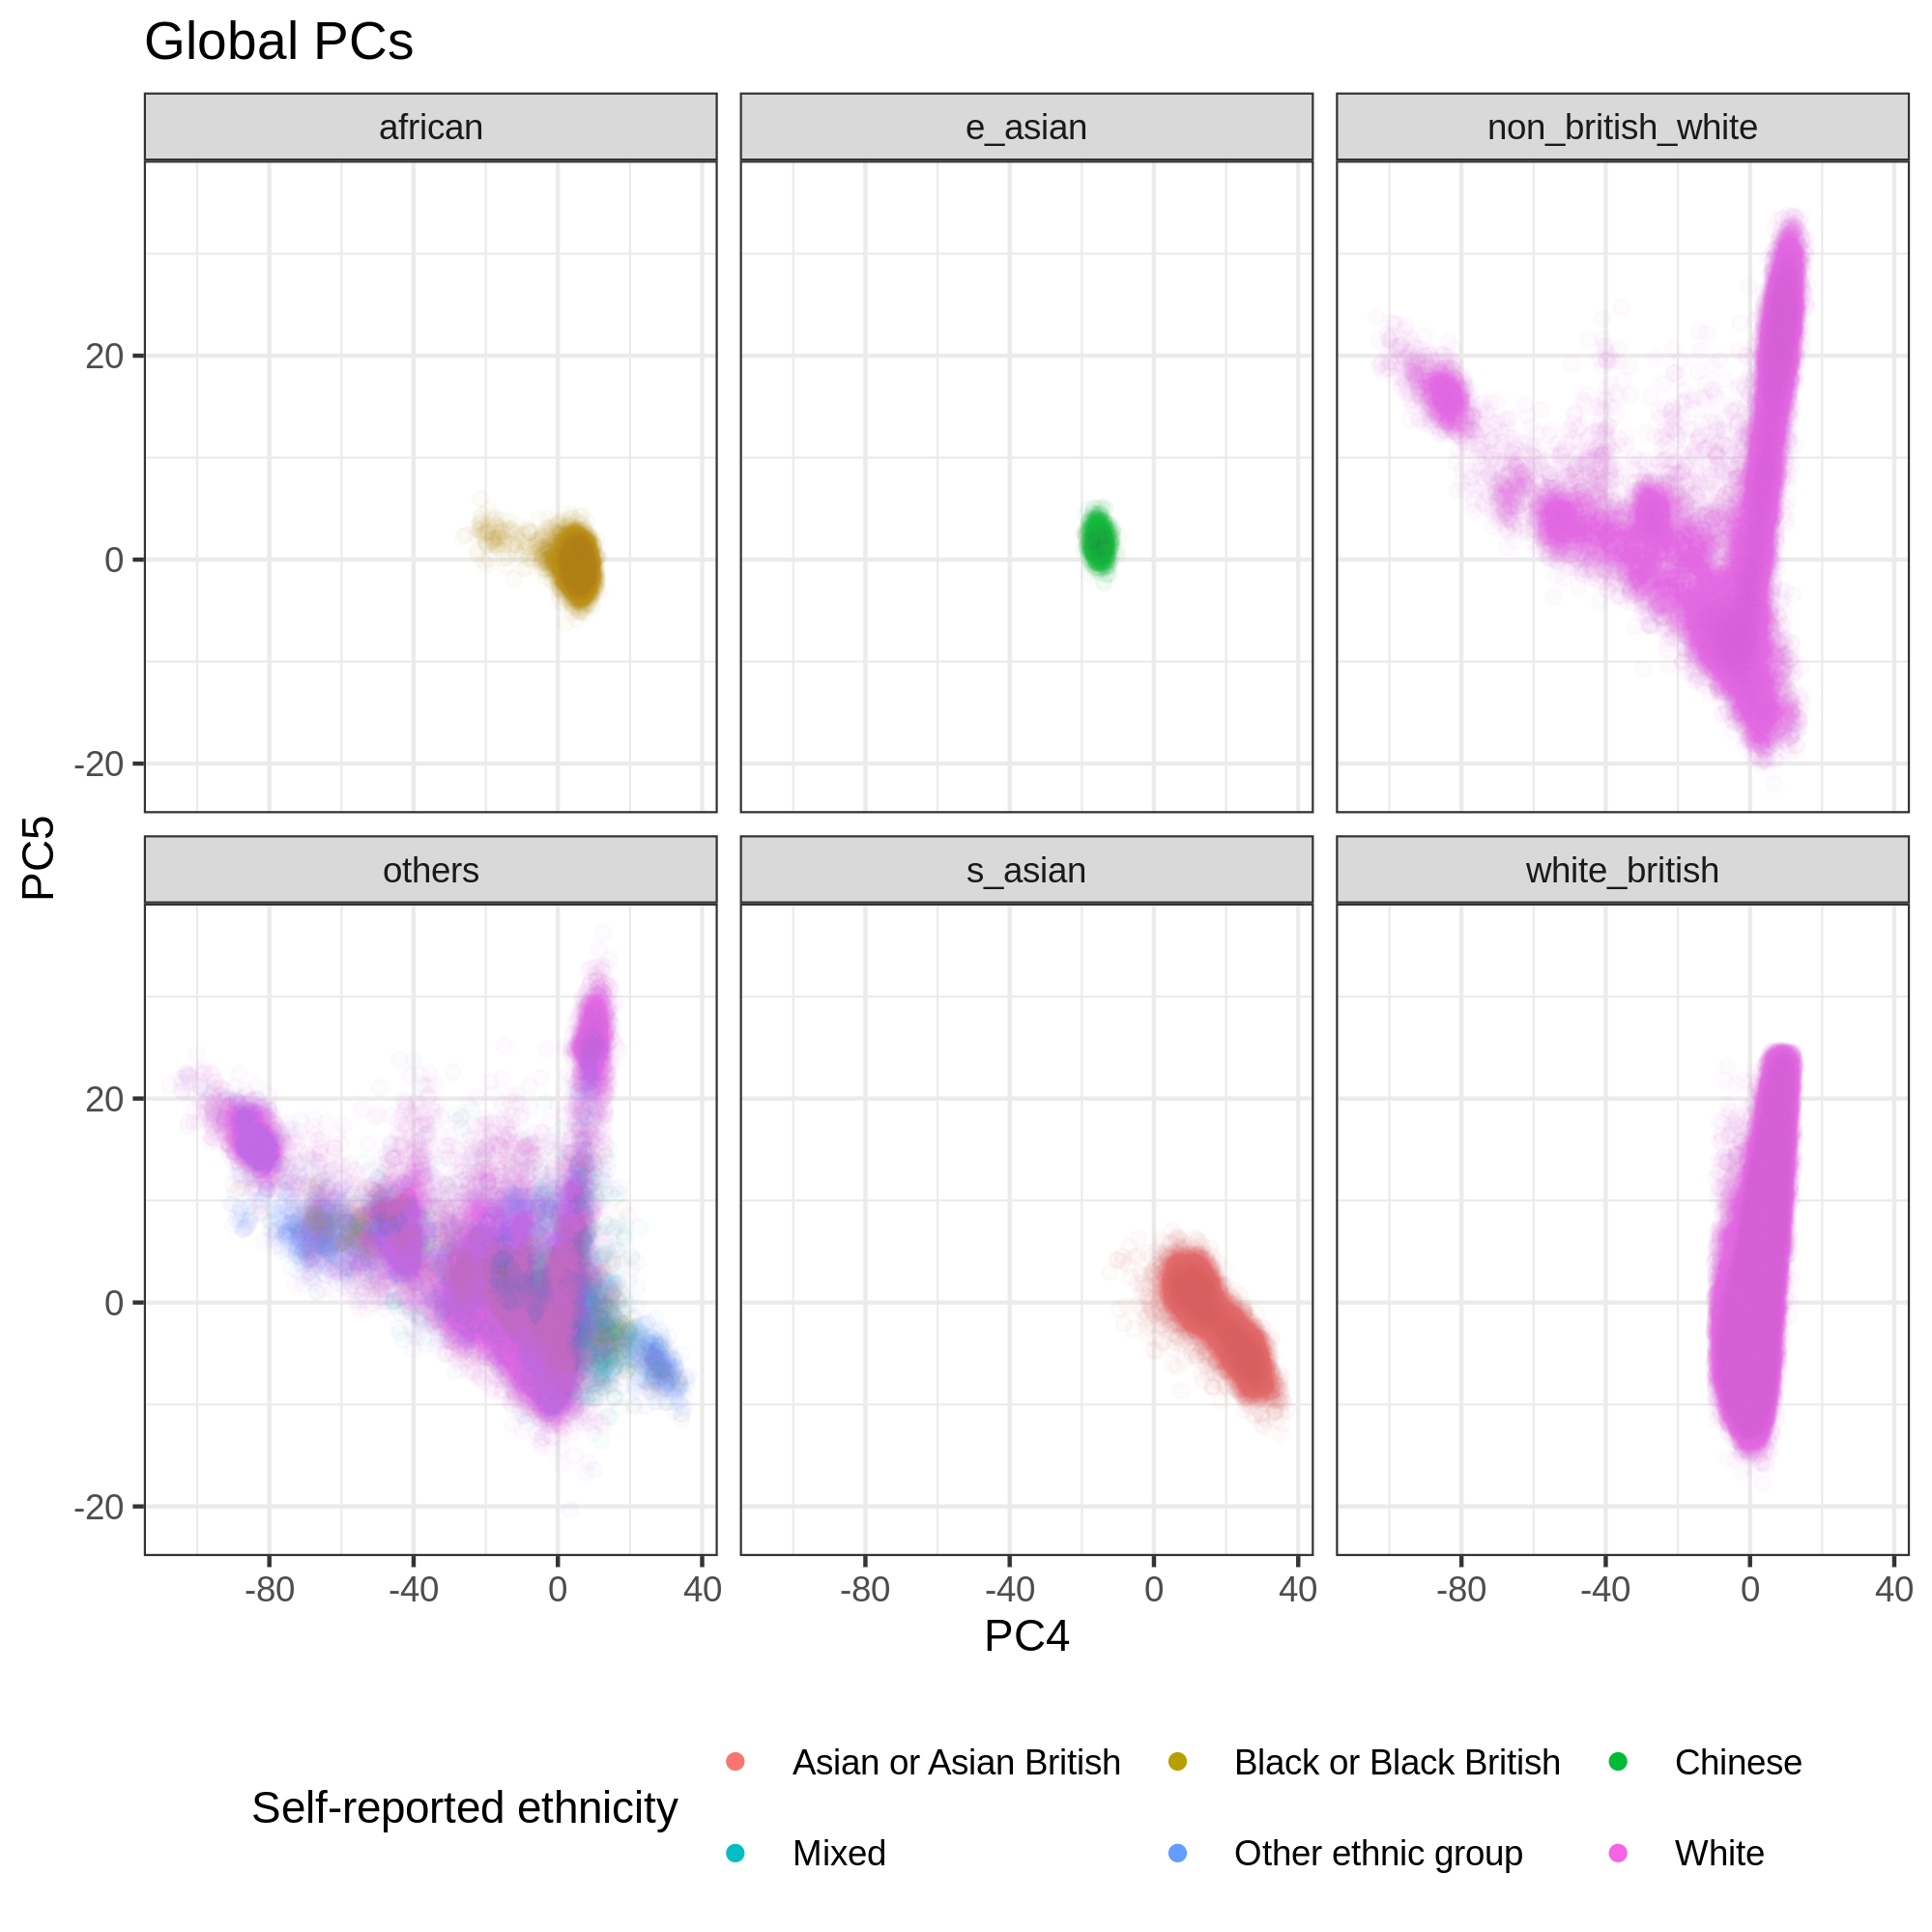 Global PCs
african e_asian non_british_white
20
0
-20
PC5
others s_asian white_british
20
0
-20
-80 -40 0 40 -80 -40 0 40 -80 -40 0 40
PC4
Self-reported ethnicity
Asian or Asian British Black or Black British Chinese
Mixed Other ethnic group White